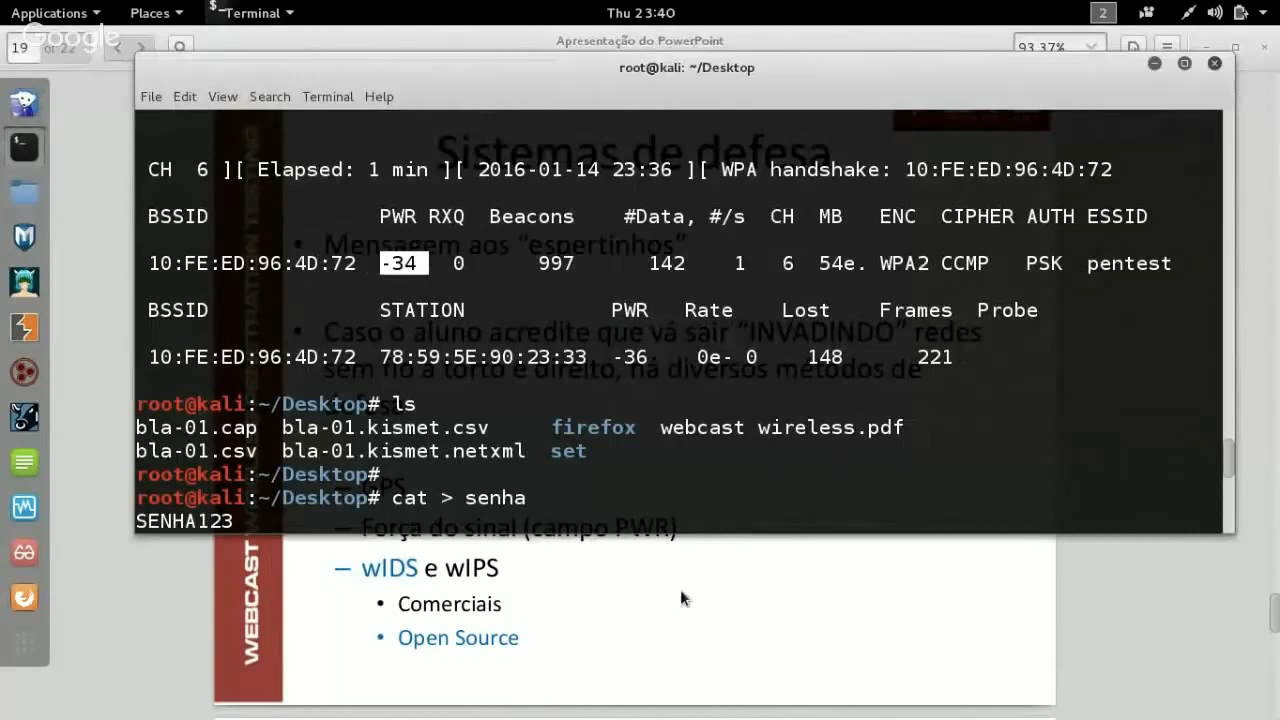 Applications Places Terminal Thu 23:40 2
Google
19 of 22 Apresentação do PowerPoint 93.37%
root@kali: ~/Desktop
File Edit View Search Terminal Help
Sistemas de defesa
CH 6 ][ Elapsed: 1 min ][ 2016-01-14 23:36 ][ WPA handshake: 10:FE:ED:96:4D:72
BSSID PWR RXQ Beacons #Data, #/s CH MB ENC CIPHER AUTH ESSID
• Mensagem aos “espertinhos”
10:FE:ED:96:4D:72 -34 0 997 142 1 6 54e. WPA2 CCMP PSK pentest
BSSID STATION PWR Rate Lost Frames Probe
• Caso o aluno acredite que vá sair “INVADINDO” redes
10:FE:ED:96:4D:72 78:59:5E:90:23:33 -36 0e- 0 148 221
sem fio a torto e direito, há diversos métodos de
root@kali:~/Desktop# ls
bla-01.cap bla-01.kismet.csv firefox webcast wireless.pdf
bla-01.csv bla-01.kismet.netxml set
root@kali:~/Desktop#
– GPS
root@kali:~/Desktop# cat > senha
SENHA123
– Força do sinal (campo PWR)
– wIDS e wIPS
• Comerciais
• Open Source
WEBCAST